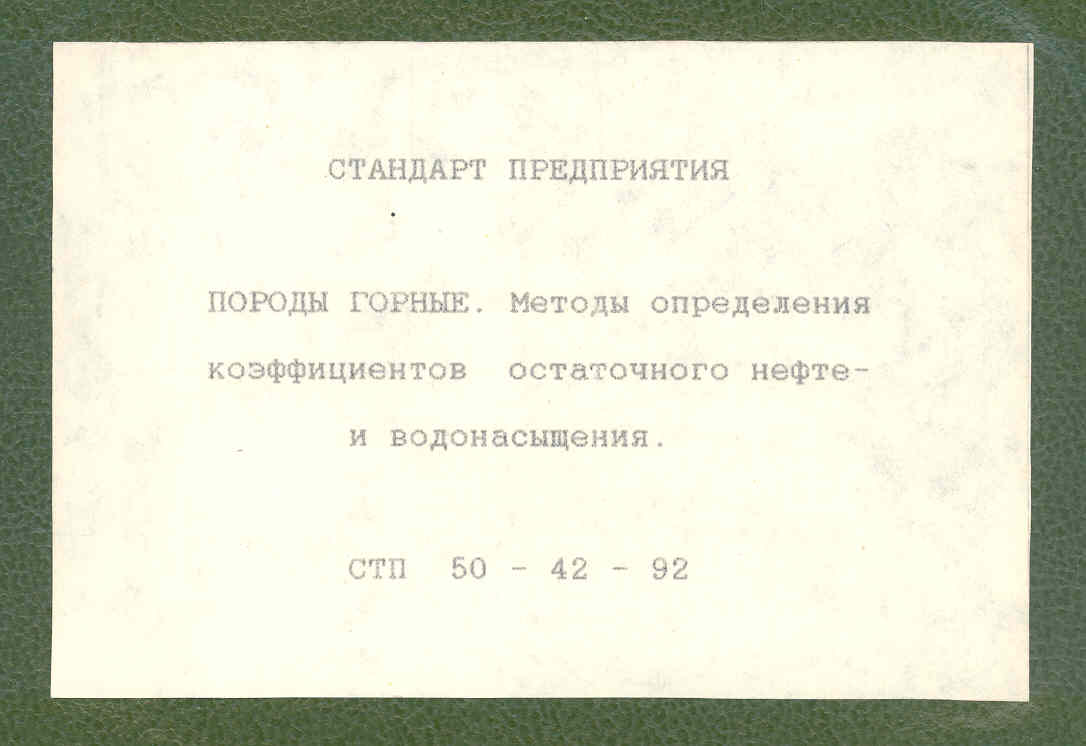 СТАНДАРТ ПРЕДПРИЯТИЯ
ПОРОДЫ ГОРНЫЕ. Методы определения
коэффициентов остаточного нефте-
и водонасыщения.
СТП 50 - 42 - 92